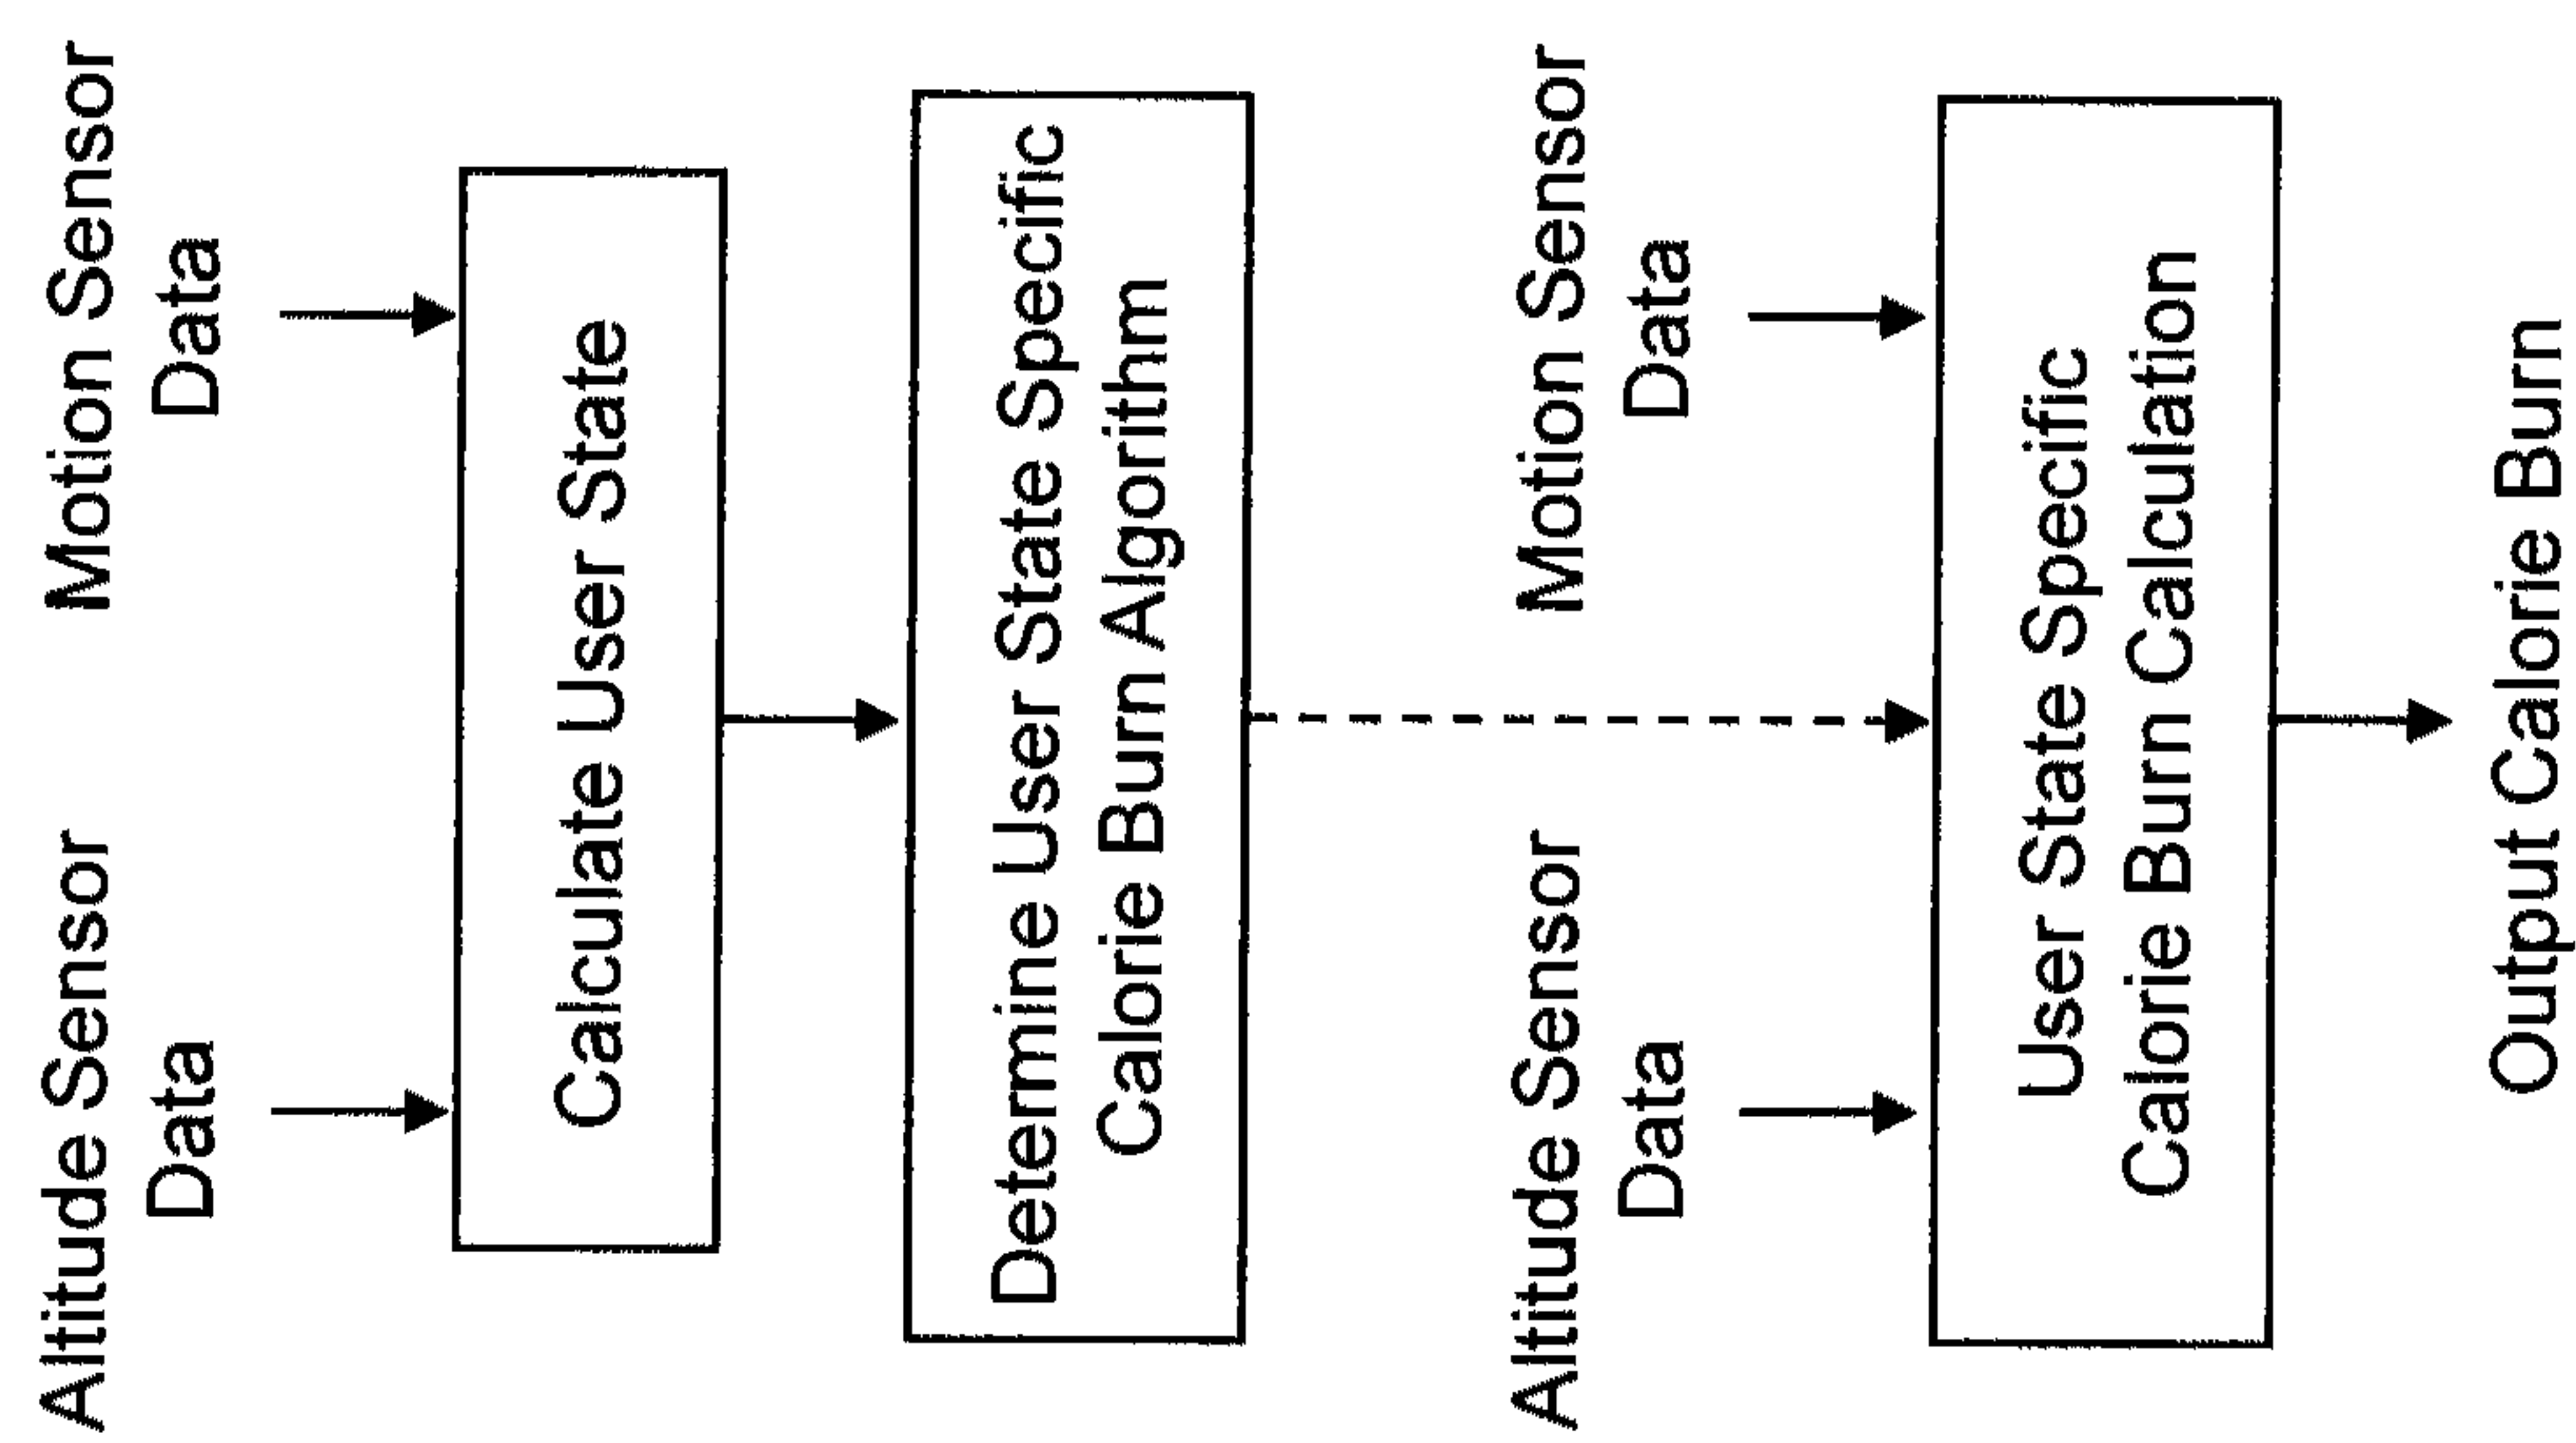 Altitude Sensor
Data
Motion Sensor
Data
Calculate User State
Determine User State Specific
Calorie Burn Algorithm
Altitude Sensor
Data
Motion Sensor
Data
User State Specific
Calorie Burn Calculation
Output Calorie Burn